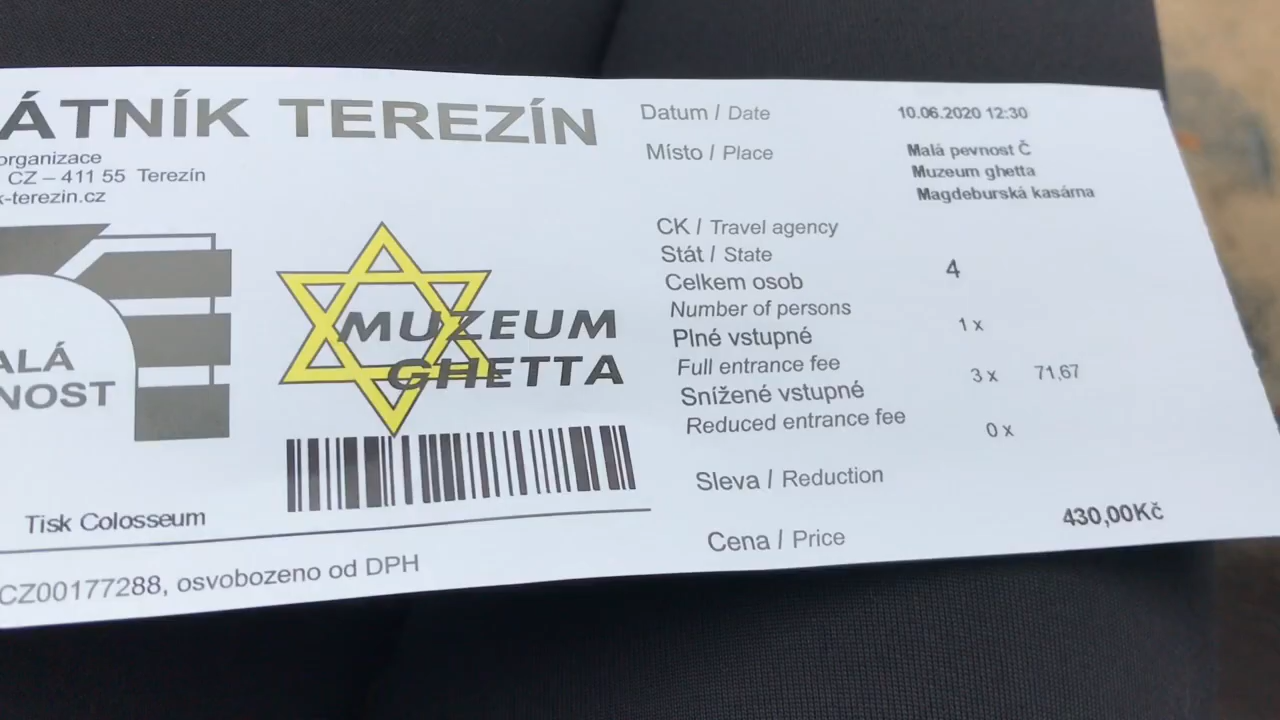 ÁTNÍK TEREZÍN
organizace
CZ – 411 55 Terezín
k-terezin.cz
ALÁ
NOST
MUZEUM
GHETTA
Tisk Colosseum
CZ00177288, osvobozeno od DPH
Datum / Date 10.06.2020 12:30
Místo / Place Malá pevnost Č
Muzeum ghetta
Magdeburská kasárna
CK / Travel agency
Stát / State
Celkem osob 4
Number of persons
Plné vstupné 1 x
Full entrance fee
Snížené vstupné 3 x 71,67
Reduced entrance fee
0 x
Sleva / Reduction
Cena / Price 430,00Kč